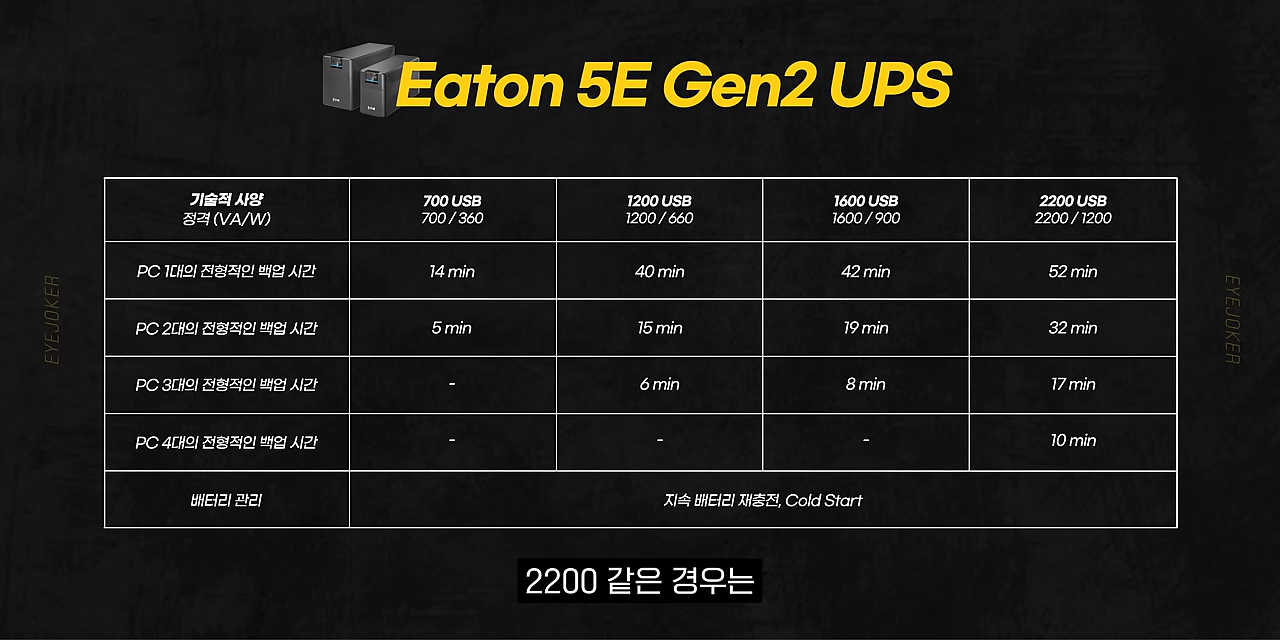 Eaton 5E Gen2 UPS
기술적 사양 700 USB 1200 USB 1600 USB 2200 USB
정격 (VA/W) 700 / 360 1200 / 660 1600 / 900 2200 / 1200
PC 1대의 전형적인 백업 시간 14 min 40 min 42 min 52 min
PC 2대의 전형적인 백업 시간 5 min 15 min 19 min 32 min
PC 3대의 전형적인 백업 시간 - 6 min 8 min 17 min
PC 4대의 전형적인 백업 시간 - - - 10 min
배터리 관리 지속 배터리 재충전, Cold Start
EYEJOKER
EYEJOKER
2200 같은 경우는